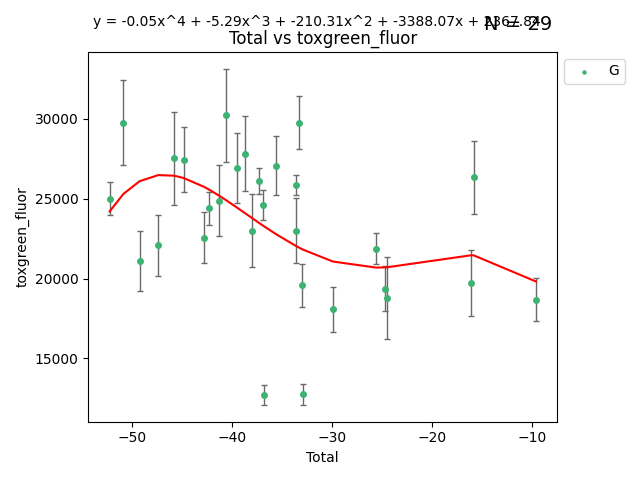 y = -0.05x^4 + -5.29x^3 + -210.31x^2 + -3388.07x +
N = 29
Total vs toxgreen_fluor
G
30000
25000
20000
15000
toxgreen_fluor
−50 −40 −30 −20 −10
Total